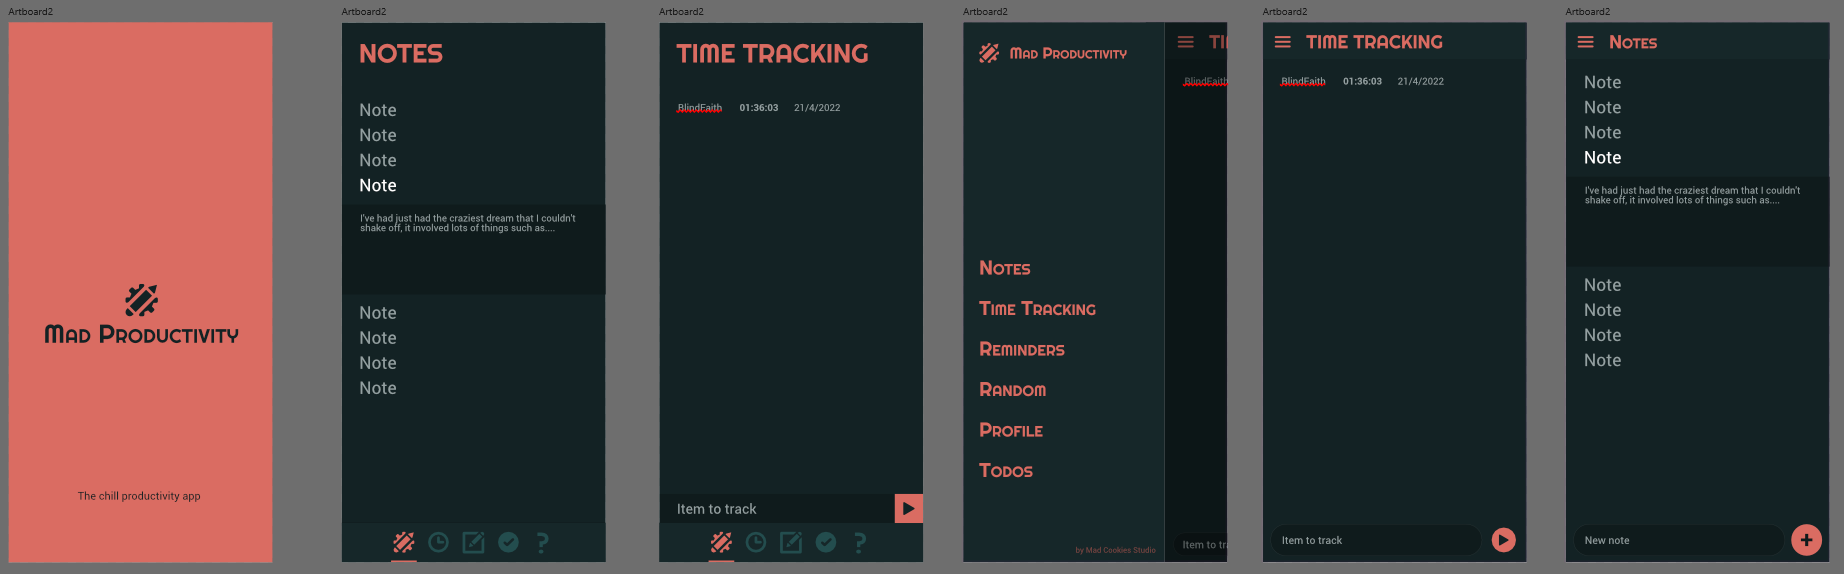 Artboard2
MAD PRODUCTIVITY
The chill productivity app
Artboard2
NOTES
Note
Note
Note
Note
I've had just had the craziest dream that I couldn't
shake off, it involved lots of things such as....
Note
Note
Note
Note
?
Artboard2
TIME TRACKING
BlindFaith 01:36:03 21/4/2022
Item to track
?
Artboard2
MAD PRODUCTIVITY
TI
BlindFaith
NOTES
TIME TRACKING
REMINDERS
RANDOM
PROFILE
TODOS
by Mad Cookies Studio
Item to tr
Artboard2
TIME TRACKING
BlindFaith 01:36:03 21/4/2022
Item to track
Artboard2
NOTES
Note
Note
Note
Note
I've had just had the craziest dream that I couldn't
shake off, it involved lots of things such as....
Note
Note
Note
Note
New note